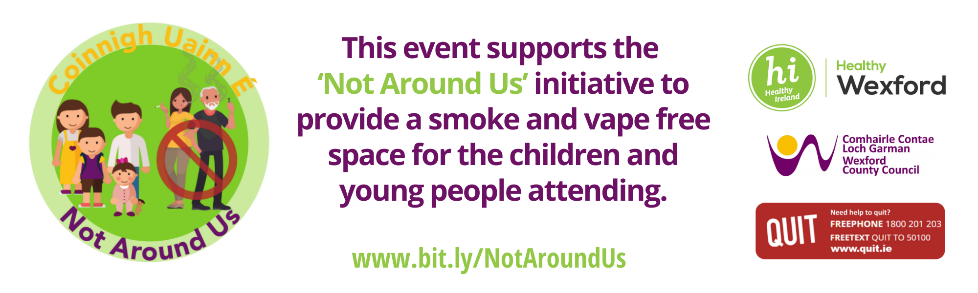 Coinnigh Uainn É
Not Around Us
This event supports the
‘Not Around Us’ initiative to
provide a smoke and vape free
space for the children and
young people attending.
www.bit.ly/NotAroundUs
hi
Healthy
Ireland
Healthy
Wexford
Comhairle Contae
Loch Garman
Wexford
County Council
QUIT
Need help to quit?
FREEPHONE 1800 201 203
FREETEXT QUIT TO 50100
www.quit.ie